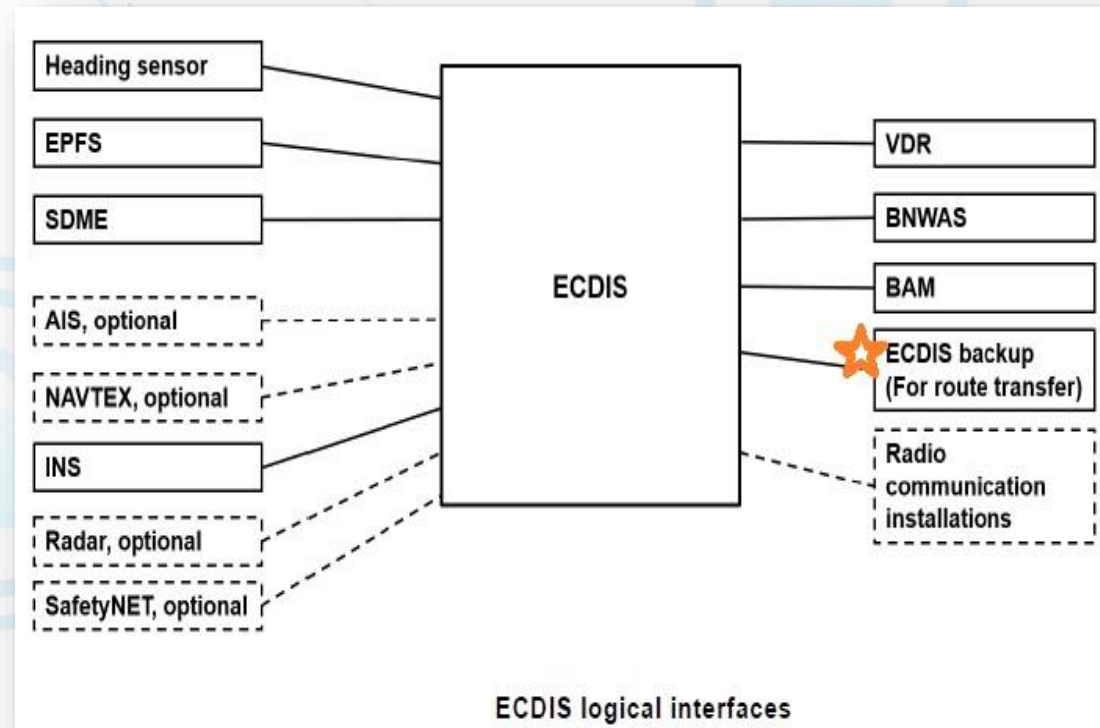 Heading sensor
EPFS
SDME
AIS, optional
NAVTEX, optional
INS
Radar, optional
SafetyNET, optional
ECDIS
VDR
BNWAS
BAM
ECDIS backup
(For route transfer)
Radio
communication
installations
ECDIS logical interfaces